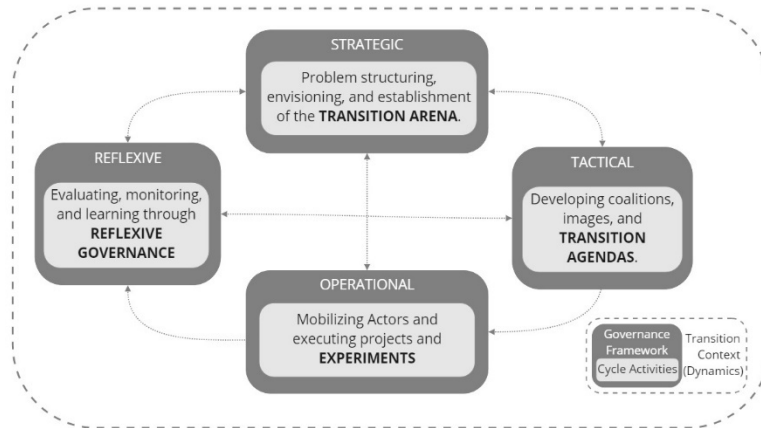 STRATEGIC
Problem structuring,
envisioning, and establishment
of the TRANSITION ARENA.
REFLEXIVE
Evaluating, monitoring,
and learning through
REFLEXIVE
GOVERNANCE
TACTICAL
Developing coalitions,
images, and
TRANSITION
AGENDAS.
OPERATIONAL
Mobilizing Actors and
executing projects and
EXPERIMENTS
Governance
Framework
Cycle Activities
Transition
Context
(Dynamics)